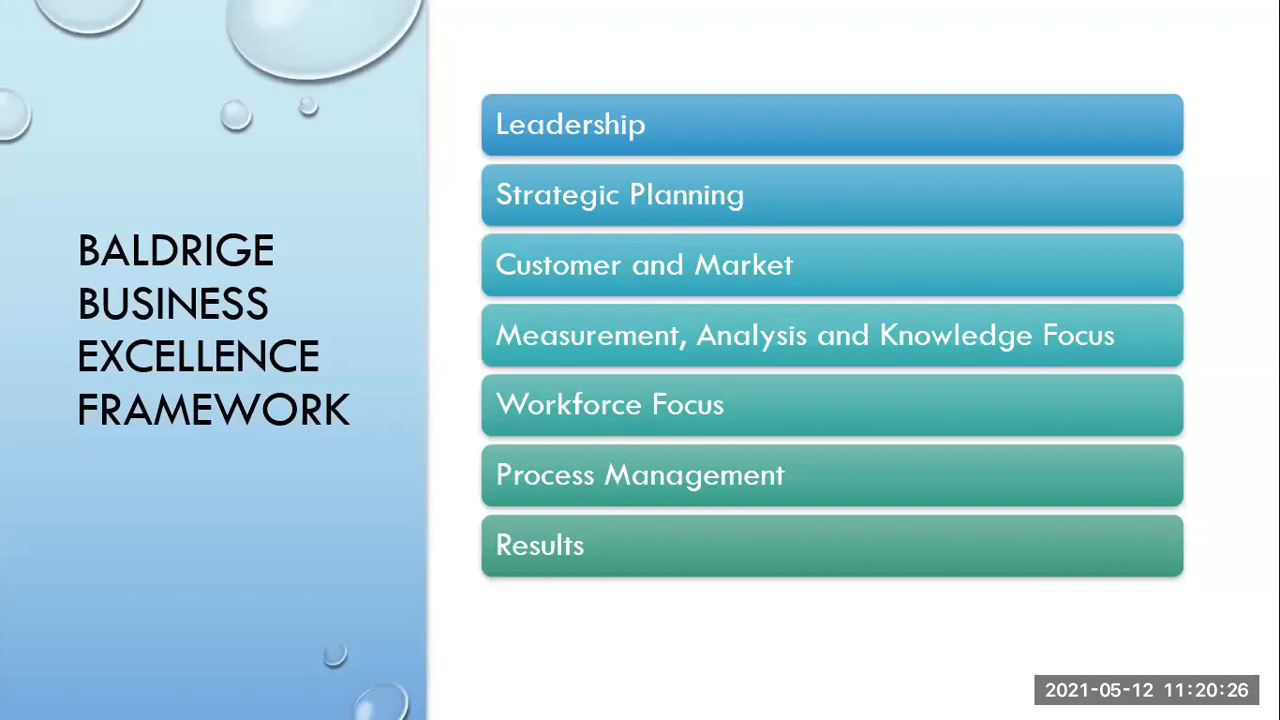 BALDRIGE
BUSINESS
EXCELLENCE
FRAMEWORK
Leadership
Strategic Planning
Customer and Market
Measurement, Analysis and Knowledge Focus
Workforce Focus
Process Management
Results
2021-05-12 11:20:26